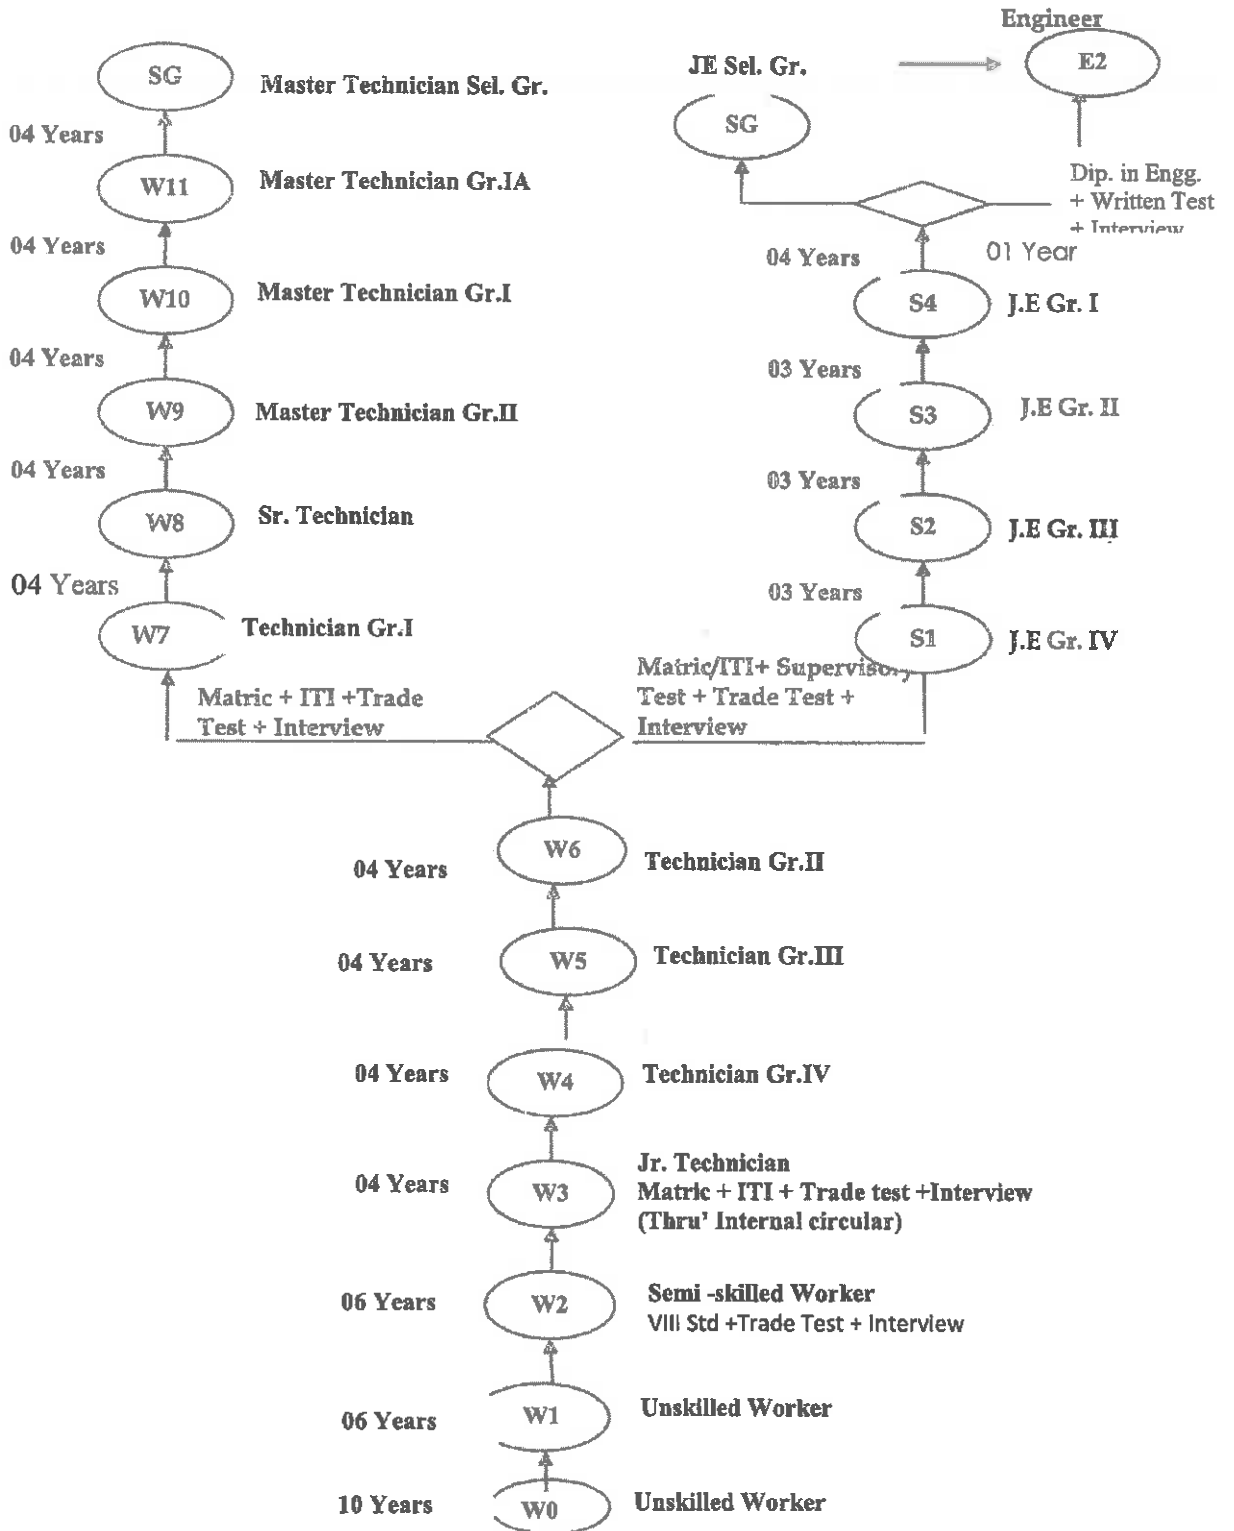 Engineer
SG
Master Technician Sel. Gr.
JE Sel. Gr.
E2
04 Years
SG
W11
Master Technician Gr.IA
Dip. in Engg.
+ Written Test
+ Interview
04 Years
04 Years
01 Year
W10
Master Technician Gr.I
S4
J.E Gr. I
04 Years
03 Years
W9
Master Technician Gr.II
S3
J.E Gr. II
04 Years
03 Years
W8
Sr. Technician
S2
J.E Gr. III
04 Years
03 Years
W7
Technician Gr.I
S1
J.E Gr. IV
Matric + ITI +Trade
Test + Interview
Matric/ITI+ Supervisory
Test + Trade Test +
Interview
W6
04 Years
Technician Gr.II
04 Years
W5
Technician Gr.III
04 Years
W4
Technician Gr.IV
04 Years
W3
Jr. Technician
Matric + ITI + Trade test +Interview
(Thru' Internal circular)
06 Years
W2
Semi -skilled Worker
VIII Std +Trade Test + Interview
06 Years
W1
Unskilled Worker
10 Years
W0
Unskilled Worker